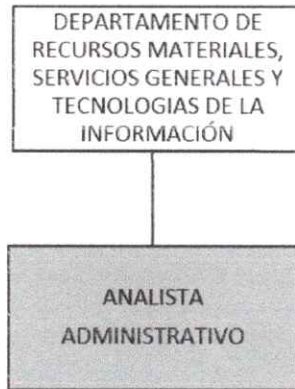 DEPARTAMENTO DE
RECURSOS MATERIALES,
SERVICIOS GENERALES Y
TECNOLOGIAS DE LA
INFORMACIÓN
ANALISTA
ADMINISTRATIVO